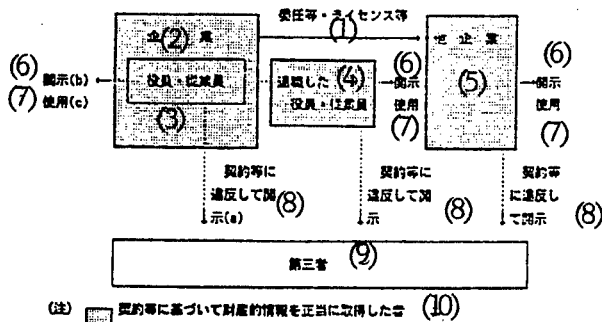 委任等・ライセンス等
(1)
企(2)業
他企業
(6)
開示(b)
(7)
使用(c)
役員・従業員
(3)
退職した(4)
役員・従業員
(6)
開示
使用
(7)
(5)
(6)
開示
使用
(7)
契約等に
違反して開
示(a)
(8)
契約等に
違反して開
示
(8)
契約等
に違反し
て開示
(8)
(9)
第三者
(注)
契約等に基づいて財産的情報を正当に取得した者
(10)